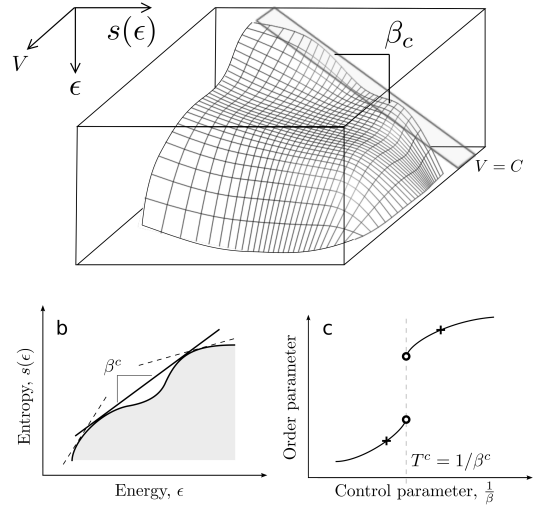 s(ϵ)
V
ϵ
β_c
V = C
b
β^c
Entropy, s(ϵ)
Energy, ϵ
c
Order parameter
T^c = 1/β^c
Control parameter, 1/β